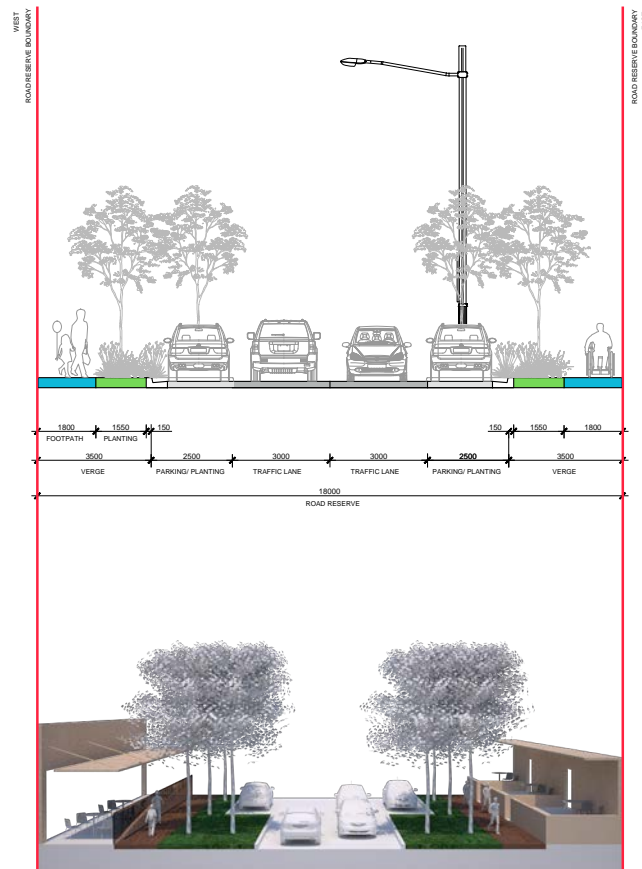 WEST
ROAD RESERVE BOUNDARY
ROAD RESERVE BOUNDARY
1800 1550 150 150 1550 1800
FOOTPATH PLANTING
3500 2500 3000 3000 2500 3500
VERGE PARKING/ PLANTING TRAFFIC LANE TRAFFIC LANE PARKING/ PLANTING VERGE
18000
ROAD RESERVE